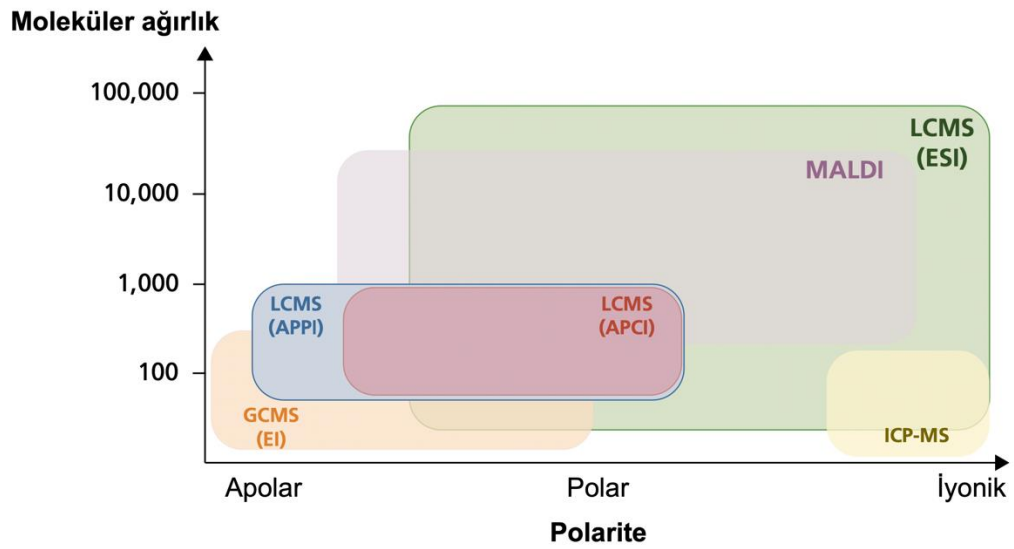 Moleküler ağırlık
100,000
10,000
1,000
100
LCMS
(ESI)
MALDI
LCMS
(APPI)
LCMS
(APCI)
GCMS
(EI)
ICP-MS
Apolar
Polar
İyonik
Polarite